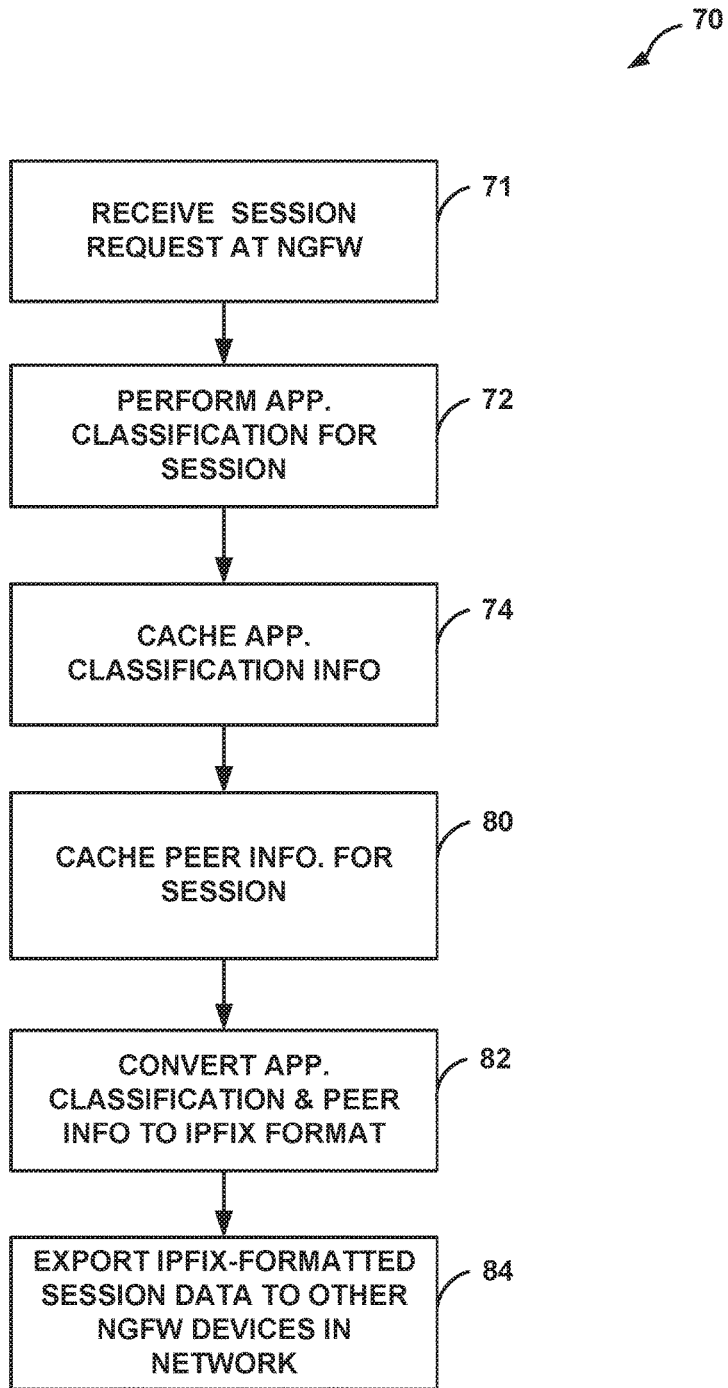 70
RECEIVE SESSION
REQUEST AT NGFW
71
PERFORM APP.
CLASSIFICATION FOR
SESSION
72
CACHE APP.
CLASSIFICATION INFO
74
CACHE PEER INFO. FOR
SESSION
80
CONVERT APP.
CLASSIFICATION & PEER
INFO TO IPFIX FORMAT
82
EXPORT IPFIX-FORMATTED
SESSION DATA TO OTHER
NGFW DEVICES IN
NETWORK
84